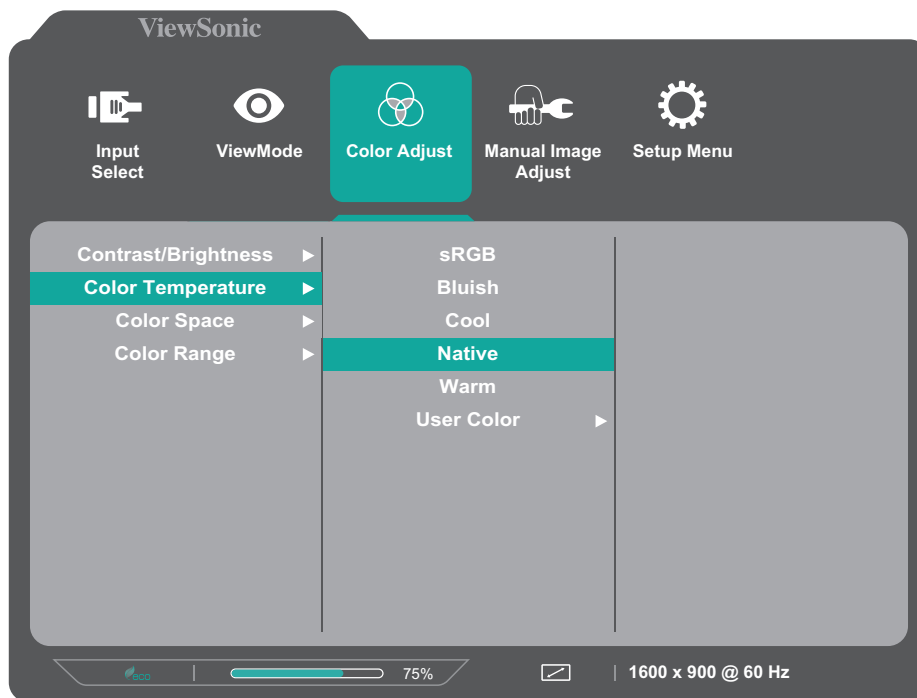 ViewSonic
Input
Select
ViewMode
Color Adjust
Manual Image
Adjust
Setup Menu
Contrast/Brightness
Color Temperature
Color Space
Color Range
sRGB
Bluish
Cool
Native
Warm
User Color
eco
75%
1600 x 900 @ 60 Hz